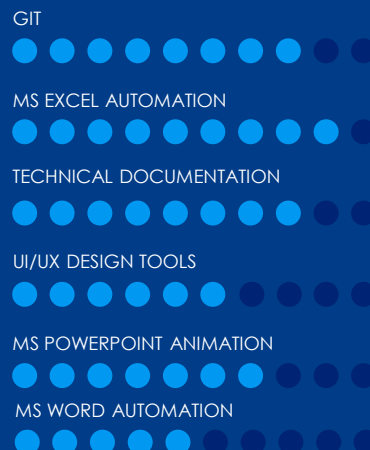 GIT
MS EXCEL AUTOMATION
TECHNICAL DOCUMENTATION
UI/UX DESIGN TOOLS
MS POWERPOINT ANIMATION
MS WORD AUTOMATION